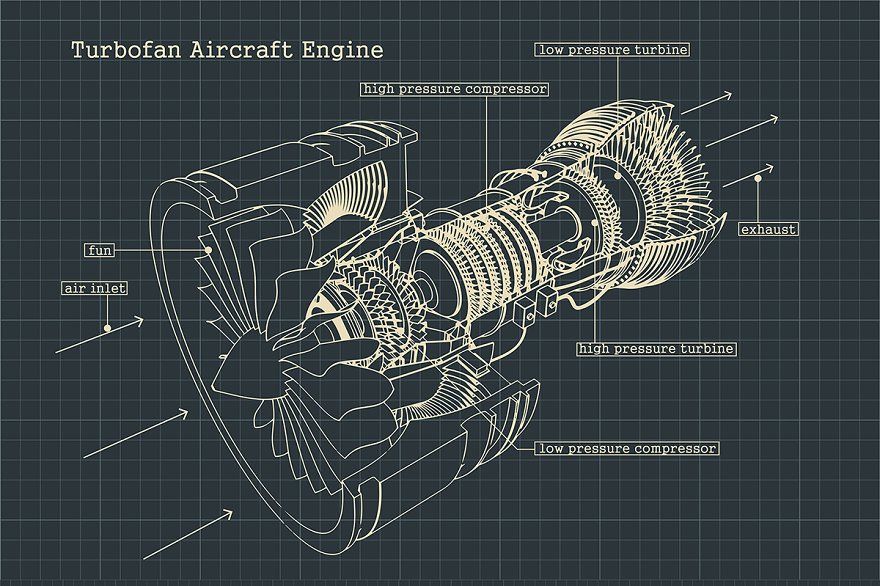 Turbofan Aircraft Engine
low pressure turbine
high pressure compressor
fun
exhaust
air inlet
high pressure turbine
low pressure compressor